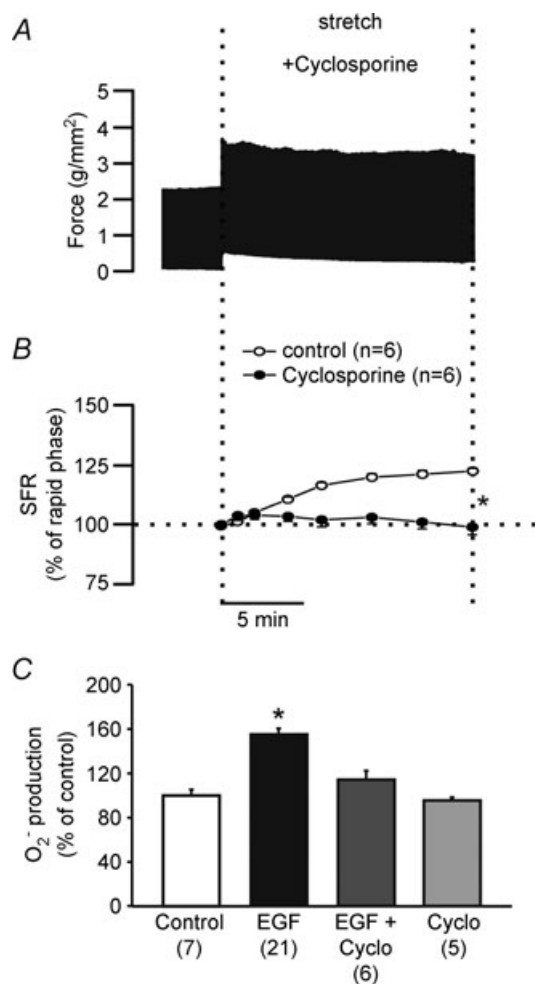 A
stretch
+Cyclosporine
Force (g/mm²)
5
4
3
2
1
0
B
control (n=6)
Cyclosporine (n=6)
SFR
(% of rapid phase)
150
125
100
75
*
5 min
C
O₂⁻ production
(% of control)
200
160
120
80
40
0
*
Control
(7)
EGF
(21)
EGF +
Cyclo
(6)
Cyclo
(5)